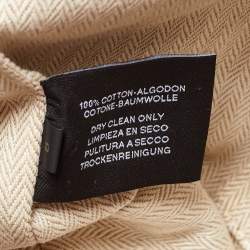 100% COTTON-ALGODON
COTONE-BAUMWOLLE
DRY CLEAN ONLY
LIMPIEZA EN SECO
PULITURA A SECCO
TROCKENREINIGUNG